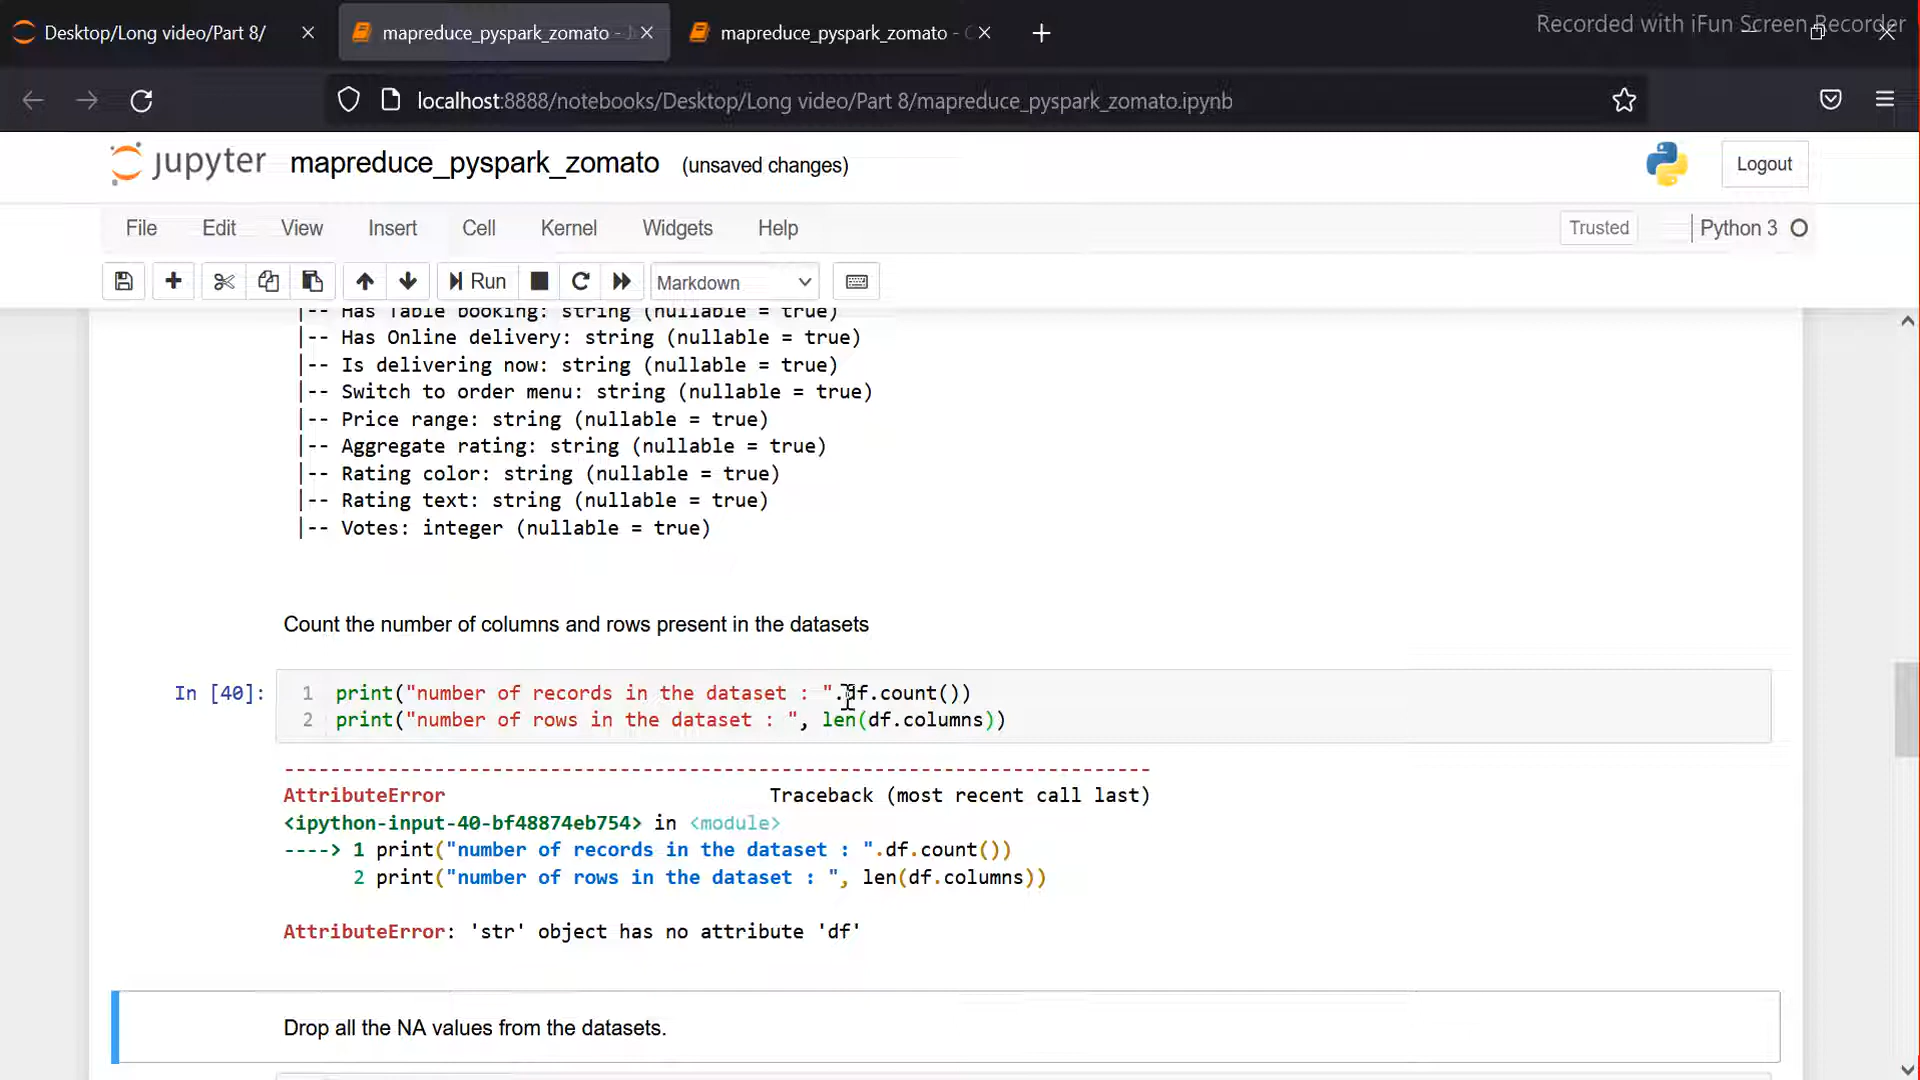 Recorded with iFun Screen Recorder
Desktop/Long video/Part 8/
mapreduce_pyspark_zomato - J
mapreduce_pyspark_zomato - C
localhost:8888/notebooks/Desktop/Long video/Part 8/mapreduce_pyspark_zomato.ipynb
jupyter mapreduce_pyspark_zomato (unsaved changes)
Logout
File Edit View Insert Cell Kernel Widgets Help
Trusted Python 3
Run Markdown
|-- Has Table booking: string (nullable = true)
|-- Has Online delivery: string (nullable = true)
|-- Is delivering now: string (nullable = true)
|-- Switch to order menu: string (nullable = true)
|-- Price range: string (nullable = true)
|-- Aggregate rating: string (nullable = true)
|-- Rating color: string (nullable = true)
|-- Rating text: string (nullable = true)
|-- Votes: integer (nullable = true)
Count the number of columns and rows present in the datasets
In [40]: 1 print("number of records in the dataset : ".df.count())
2 print("number of rows in the dataset : ", len(df.columns))
---------------------------------------------------------------------------
AttributeError Traceback (most recent call last)
<ipython-input-40-bf48874eb754> in <module>
----> 1 print("number of records in the dataset : ".df.count())
2 print("number of rows in the dataset : ", len(df.columns))
AttributeError: 'str' object has no attribute 'df'
Drop all the NA values from the datasets.